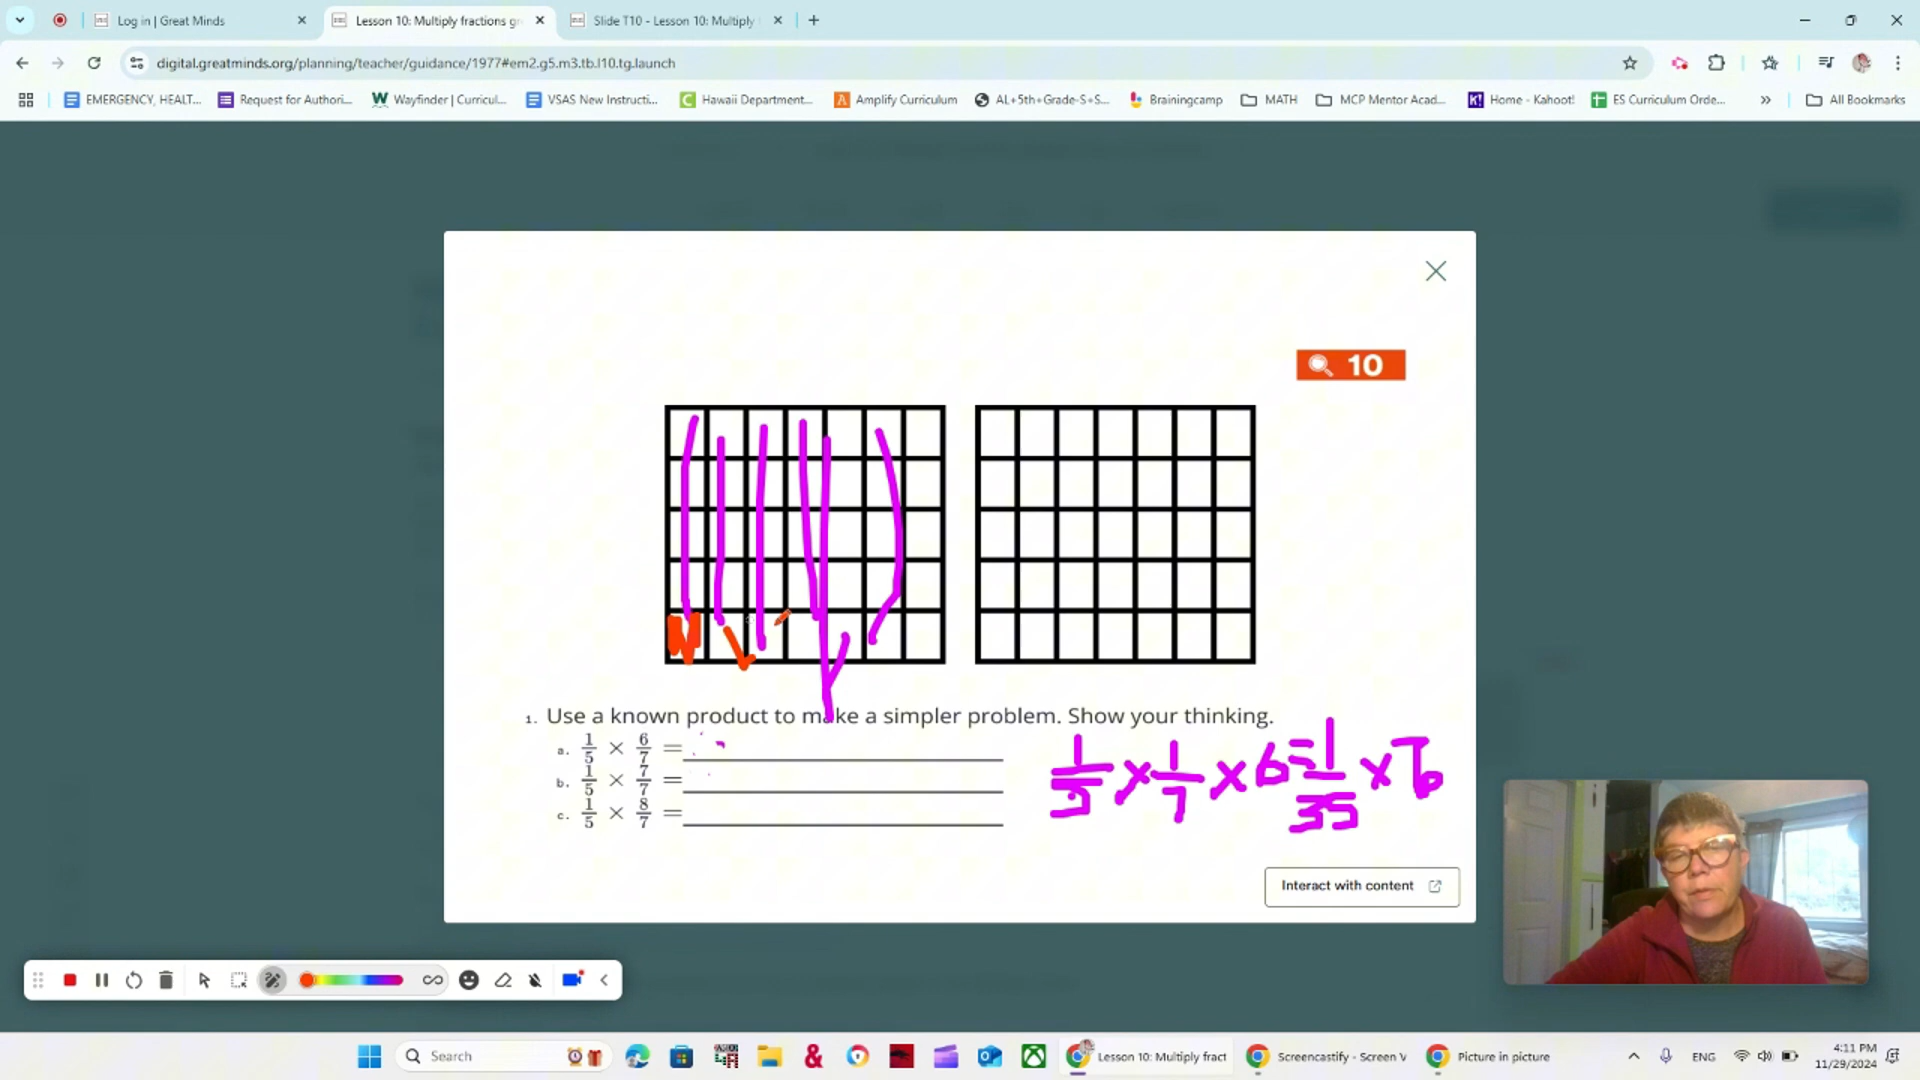 Log in | Great Minds
Lesson 10: Multiply fractions gr
Slide T10 - Lesson 10: Multiply
digital.greatminds.org/planning/teacher/guidance/1977#em2.g5.m3.tb.l10.tg.launch
EMERGENCY, HEALT...
Request for Authori...
Wayfinder | Curricul...
VSAS New Instructi...
Hawaii Department...
Amplify Curriculum
AL+5th+Grade-S+S...
Brainingcamp
MATH
MCP Mentor Acad...
Home - Kahoot!
ES Curriculum Orde...
All Bookmarks
10
1. Use a known product to make a simpler problem. Show your thinking.
a. 1/5 × 6/7 =
b. 1/5 × 7/7 =
c. 1/5 × 8/7 =
1/5 × 1/7 × 6 = 1/35 × 6
Interact with content
Search
Lesson 10: Multiply fract
Screencastify - Screen V
Picture in picture
ENG
4:11 PM
11/29/2024